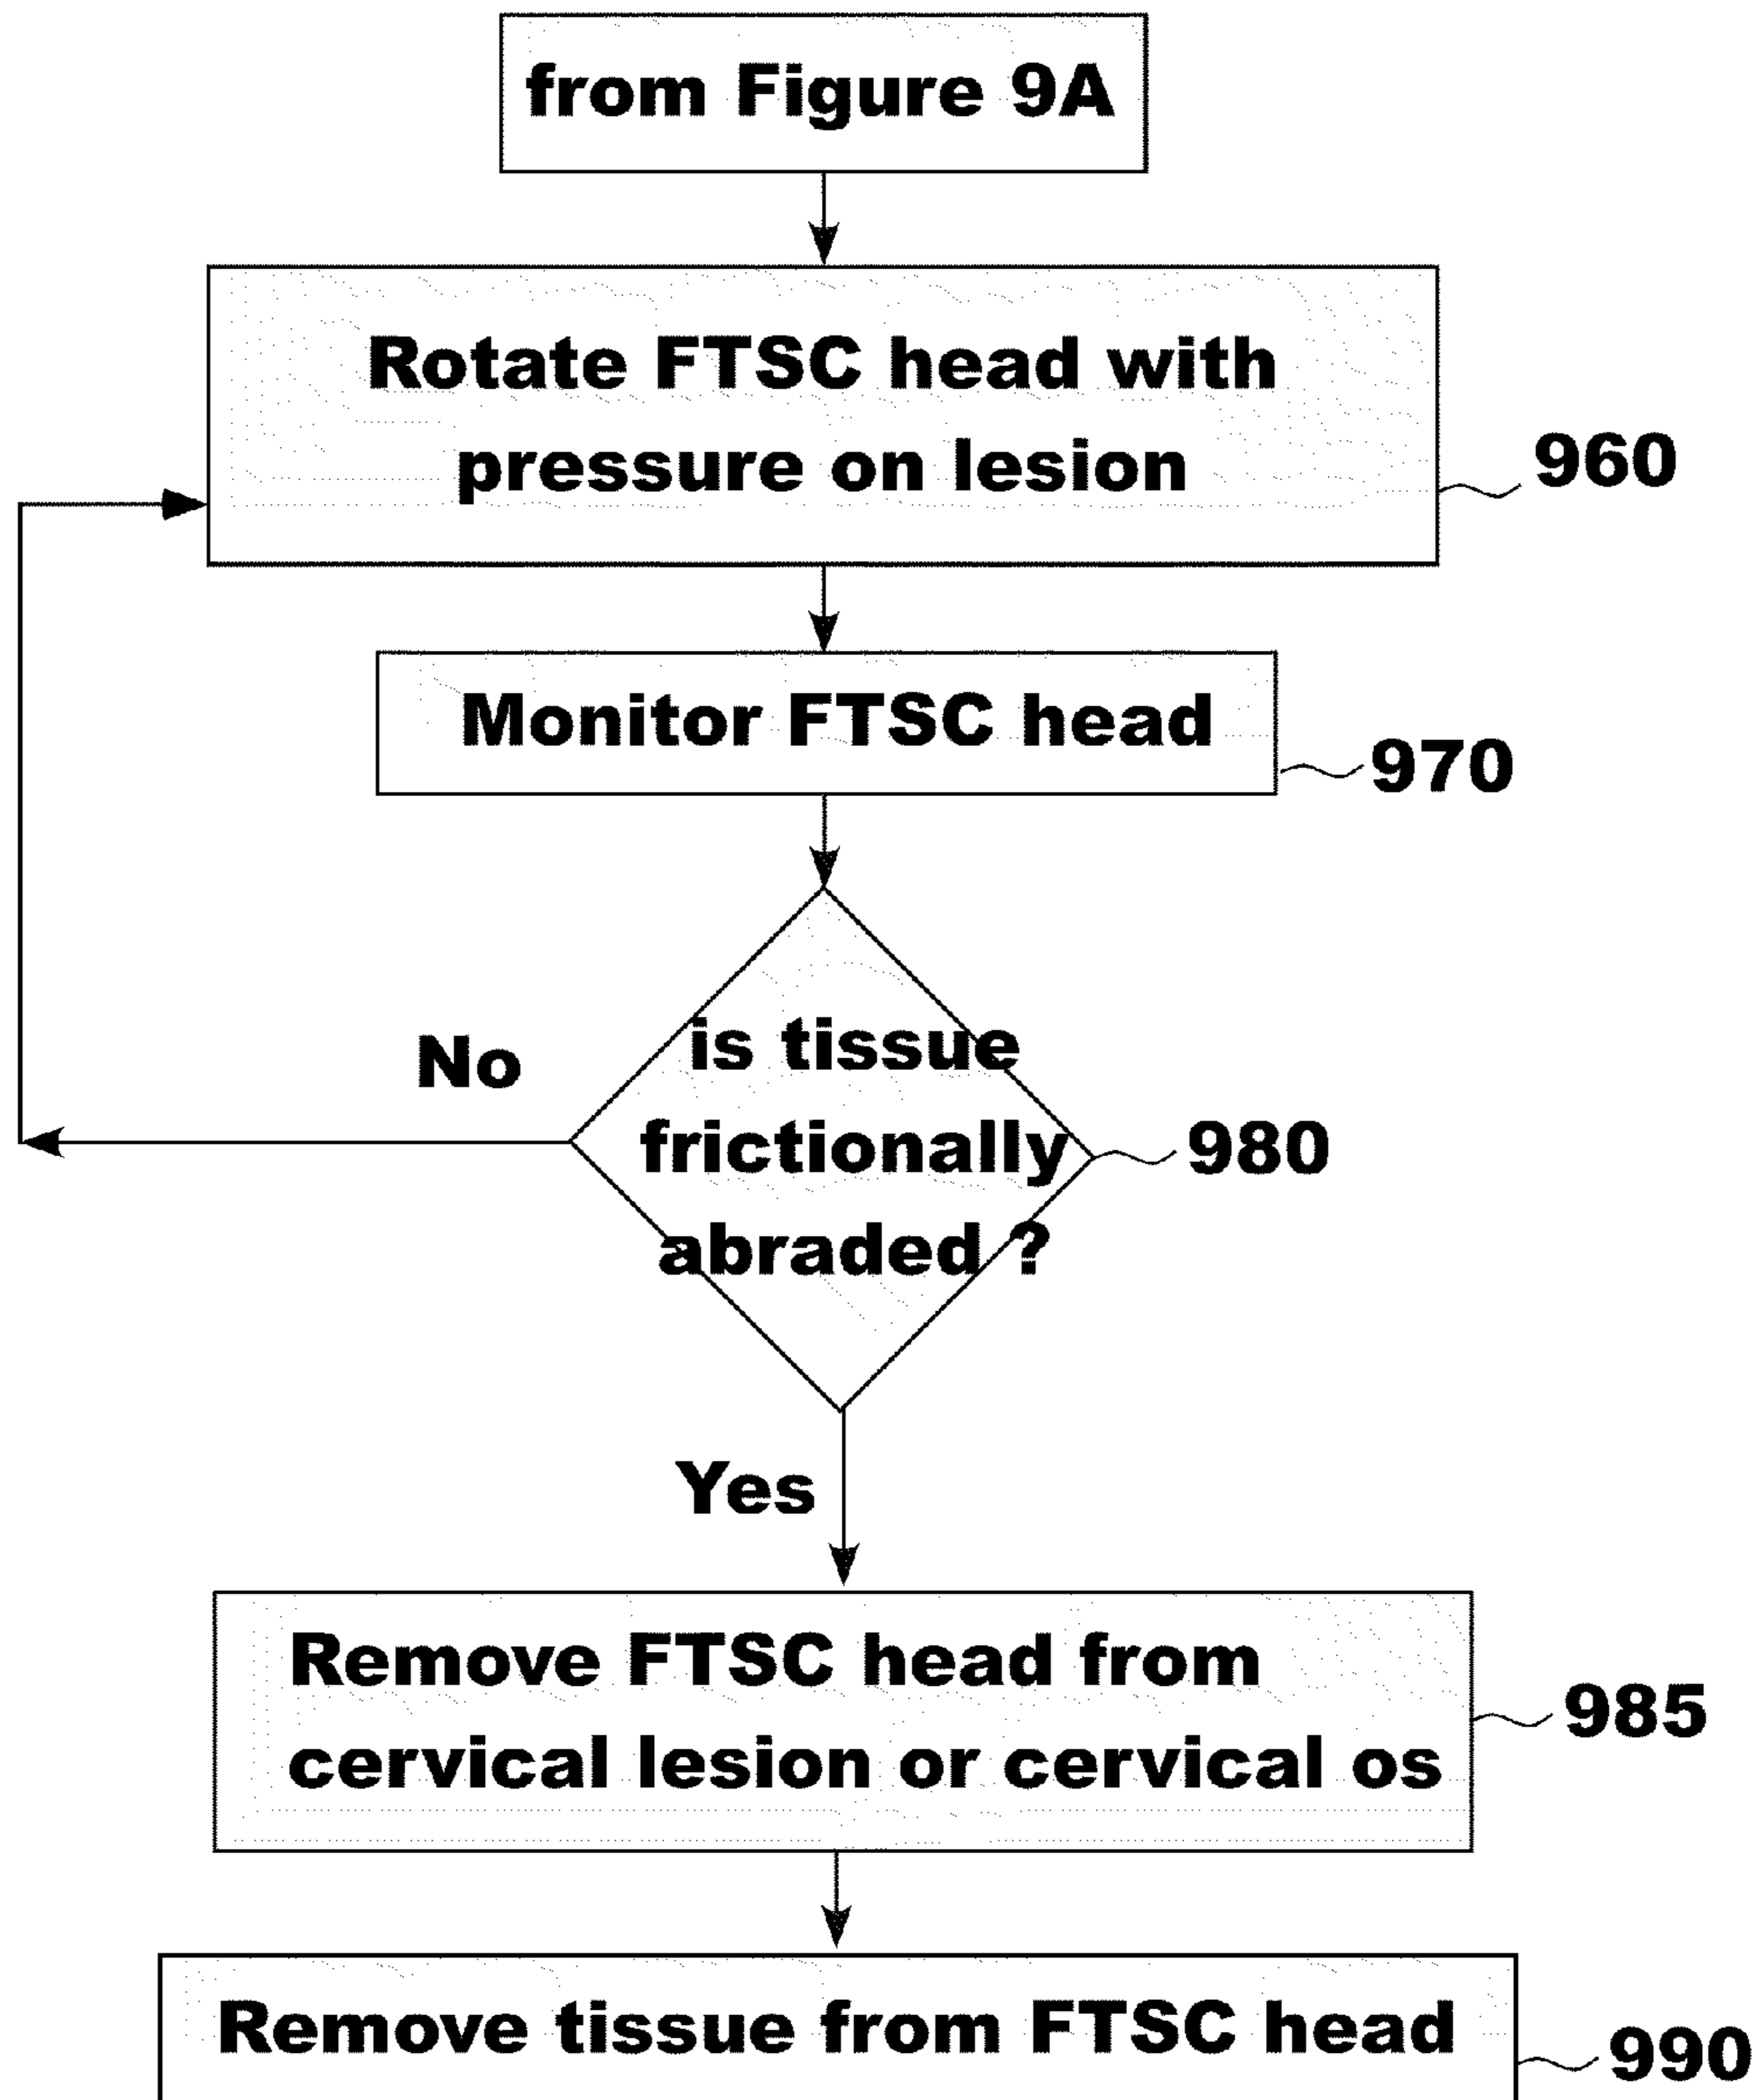 from Figure 9A
Rotate FTSC head with
pressure on lesion
960
Monitor FTSC head
970
is tissue
frictionally
abraded ?
980
No
Yes
Remove FTSC head from
cervical lesion or cervical os
985
Remove tissue from FTSC head
990